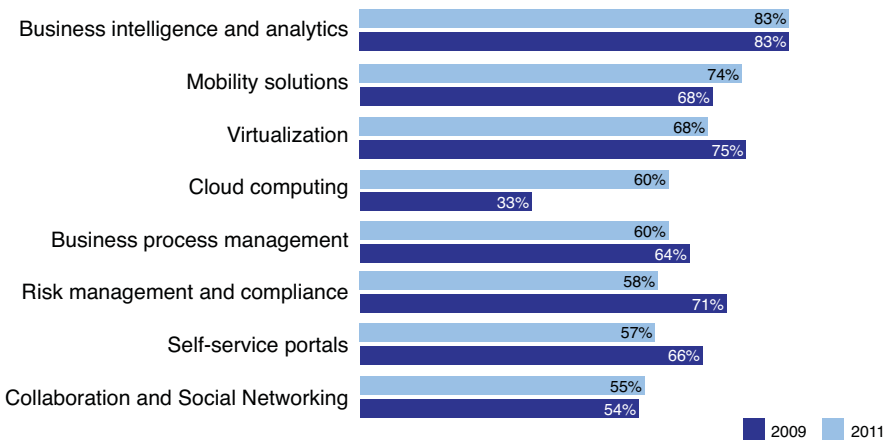 Business intelligence and analytics
83%
83%
Mobility solutions
74%
68%
Virtualization
68%
75%
Cloud computing
60%
33%
Business process management
60%
64%
Risk management and compliance
58%
71%
Self-service portals
57%
66%
Collaboration and Social Networking
55%
54%
2009 2011